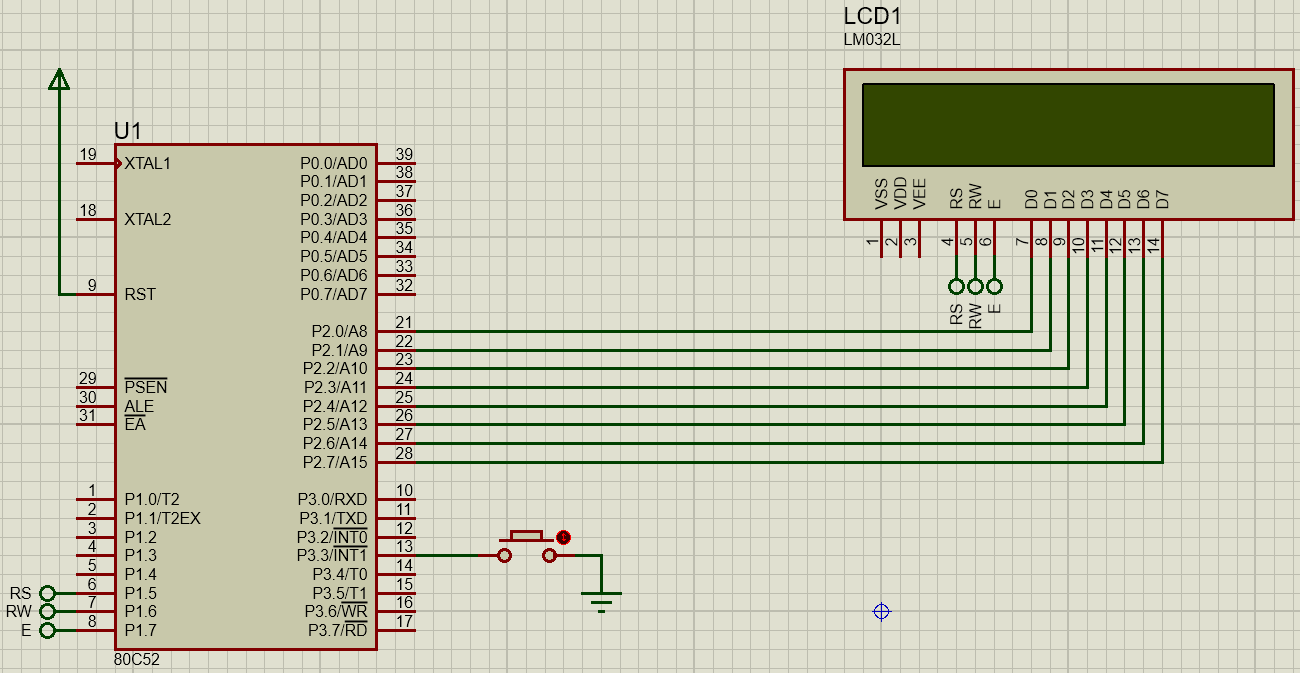 LCD1
LM032L
VSS VDD VEE RS RW E D0 D1 D2 D3 D4 D5 D6 D7
1 2 3 4 5 6 7 8 9 10 11 12 13 14
RS RW E
U1
19 XTAL1 P0.0/AD0 39
P0.1/AD1 38
P0.2/AD2 37
18 XTAL2 P0.3/AD3 36
P0.4/AD4 35
P0.5/AD5 34
P0.6/AD6 33
9 RST P0.7/AD7 32
P2.0/A8 21
P2.1/A9 22
P2.2/A10 23
29 PSEN P2.3/A11 24
30 ALE P2.4/A12 25
31 EA P2.5/A13 26
P2.6/A14 27
P2.7/A15 28
1 P1.0/T2 P3.0/RXD 10
2 P1.1/T2EX P3.1/TXD 11
3 P1.2 P3.2/INT0 12
4 P1.3 P3.3/INT1 13
5 P1.4 P3.4/T0 14
RS 6 P1.5 P3.5/T1 15
RW 7 P1.6 P3.6/WR 16
E 8 P1.7 P3.7/RD 17
80C52